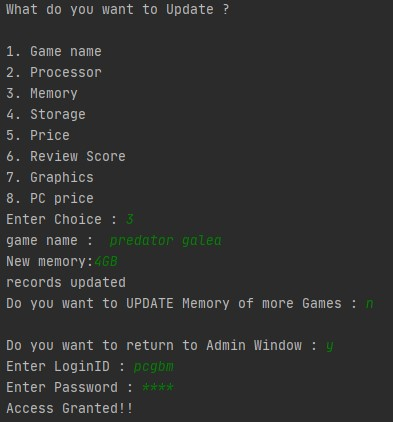 What do you want to Update ?
1. Game name
2. Processor
3. Memory
4. Storage
5. Price
6. Review Score
7. Graphics
8. PC price
Enter Choice : 3
game name :  predator galea
New memory:4GB
records updated
Do you want to UPDATE Memory of more Games : n
Do you want to return to Admin Window : y
Enter LoginID : pcgbm
Enter Password : ****
Access Granted!!